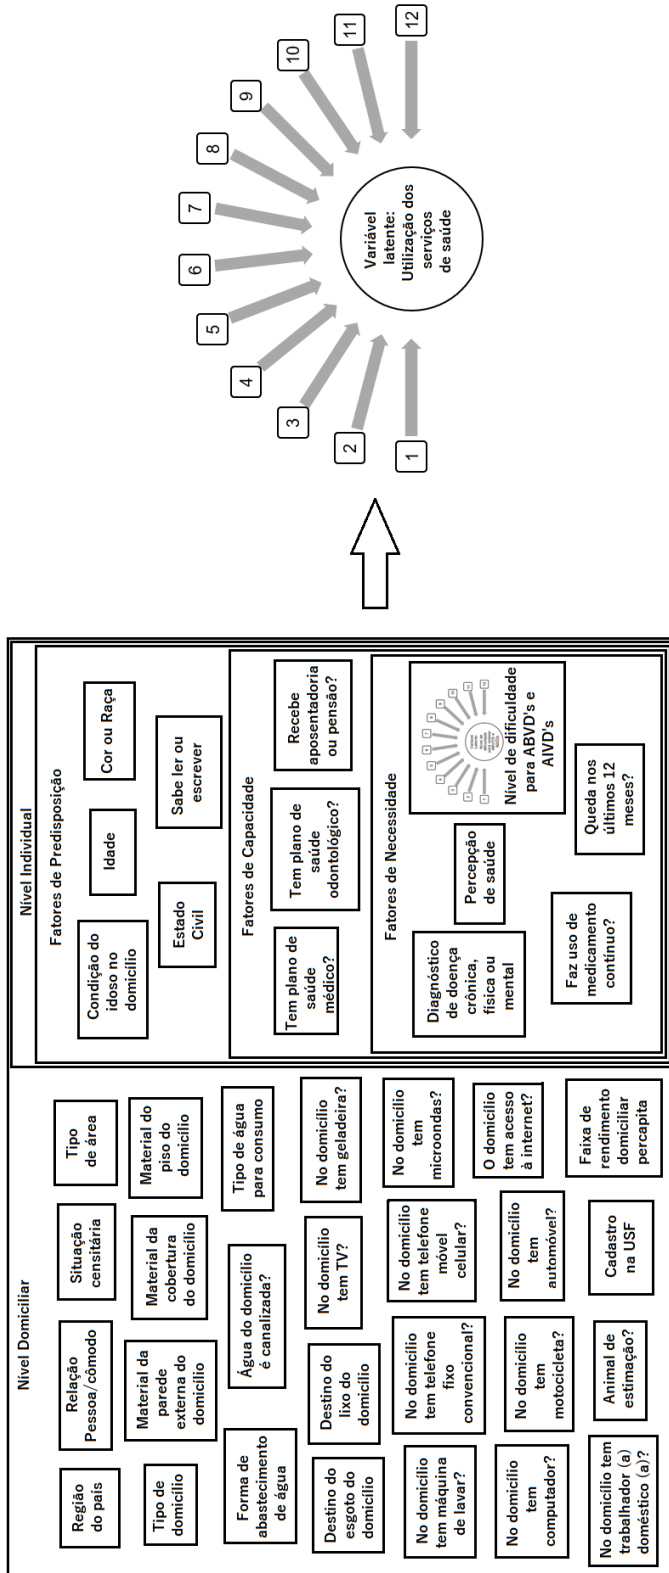 Nível Domiciliar
Região
do país
Relação
Pessoa/cômodo
Situação
censitária
Tipo
de área
Tipo de
domicílio
Material da
parede
externa do
domicílio
Material da
cobertura
do domicílio
Material do
piso do
domicílio
Forma de
abastecimento
de água
Água do domicílio
é canalizada?
Tipo de água
para consumo
Destino do
esgoto do
domicílio
Destino do
lixo do
domicílio
No domicílio
tem TV?
No domicílio
tem geladeira?
No domicílio
tem máquina
de lavar?
No domicílio
tem telefone
fixo
convencional?
No domicílio
tem telefone
móvel
celular?
No domicílio
tem
microondas?
No domicílio
tem
computador?
No domicílio
tem
motocicleta?
No domicílio
tem
automóvel?
O domicílio
tem acesso
à internet?
No domicílio tem
trabalhador (a)
doméstico (a)?
Animal de
estimação?
Cadastro
na USF
Faixa de
rendimento
domiciliar
percapita
Nível Individual
Fatores de Predisposição
Condição do
idoso no
domicílio
Idade
Cor ou Raça
Estado
Civil
Sabe ler ou
escrever
Fatores de Capacidade
Tem plano de
saúde
médico?
Tem plano de
saúde
odontológico?
Recebe
aposentadoria
ou pensão?
Fatores de Necessidade
Diagnóstico
de doença
crônica,
física ou
mental
Percepção
de saúde
Nível de dificuldade
para ABVD's e
AIVD's
Faz uso de
medicamento
contínuo?
Queda nos
últimos 12
meses?
1
2
3
4
5
6
7
8
9
10
11
12
Variável
latente:
Utilização dos
serviços
de saúde